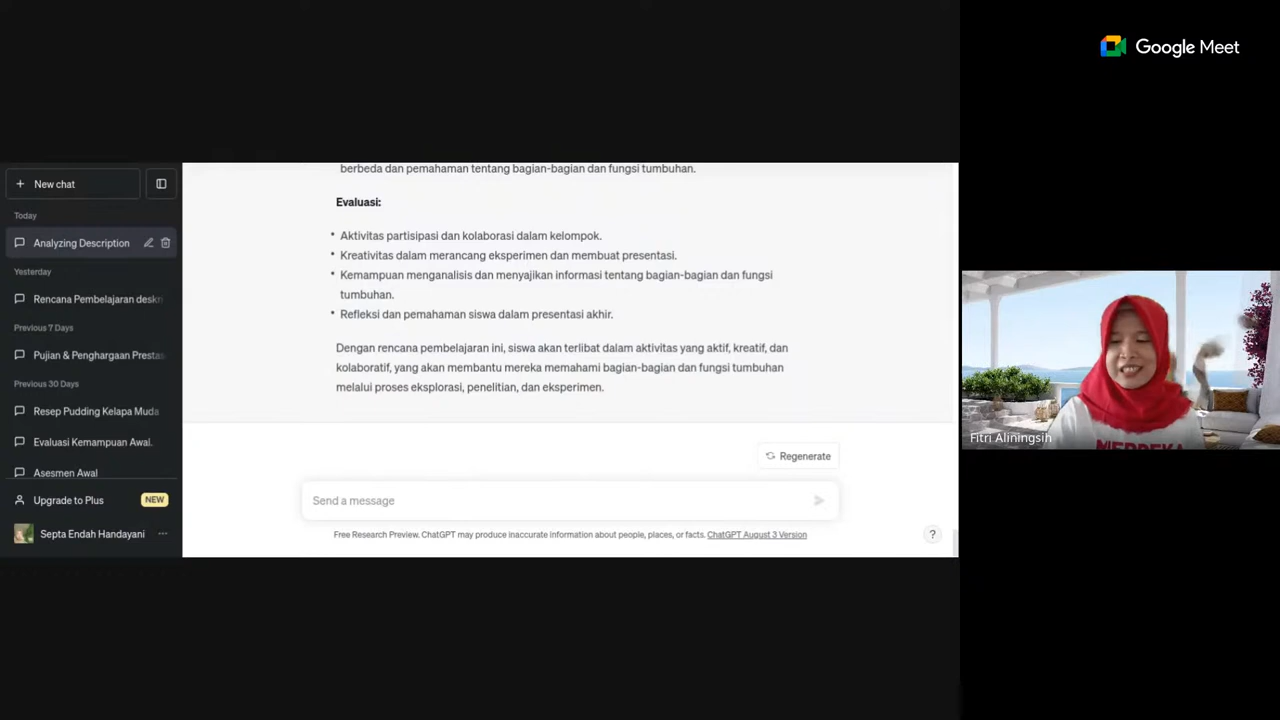 Google Meet
New chat
Today
Analyzing Description
Yesterday
Rencana Pembelajaran deskr
Previous 7 Days
Pujian & Penghargaan Prestas
Previous 30 Days
Resep Pudding Kelapa Muda
Evaluasi Kemampuan Awal.
Asesmen Awal
Upgrade to Plus
NEW
Septa Endah Handayani
berbeda dan pemahaman tentang bagian-bagian dan fungsi tumbuhan.
Evaluasi:
• Aktivitas partisipasi dan kolaborasi dalam kelompok.
• Kreativitas dalam merancang eksperimen dan membuat presentasi.
• Kemampuan menganalisis dan menyajikan informasi tentang bagian-bagian dan fungsi
tumbuhan.
• Refleksi dan pemahaman siswa dalam presentasi akhir.
Dengan rencana pembelajaran ini, siswa akan terlibat dalam aktivitas yang aktif, kreatif, dan
kolaboratif, yang akan membantu mereka memahami bagian-bagian dan fungsi tumbuhan
melalui proses eksplorasi, penelitian, dan eksperimen.
Regenerate
Send a message
Free Research Preview. ChatGPT may produce inaccurate information about people, places, or facts. ChatGPT August 3 Version
?
Fitri Aliningsih
MERDEKA